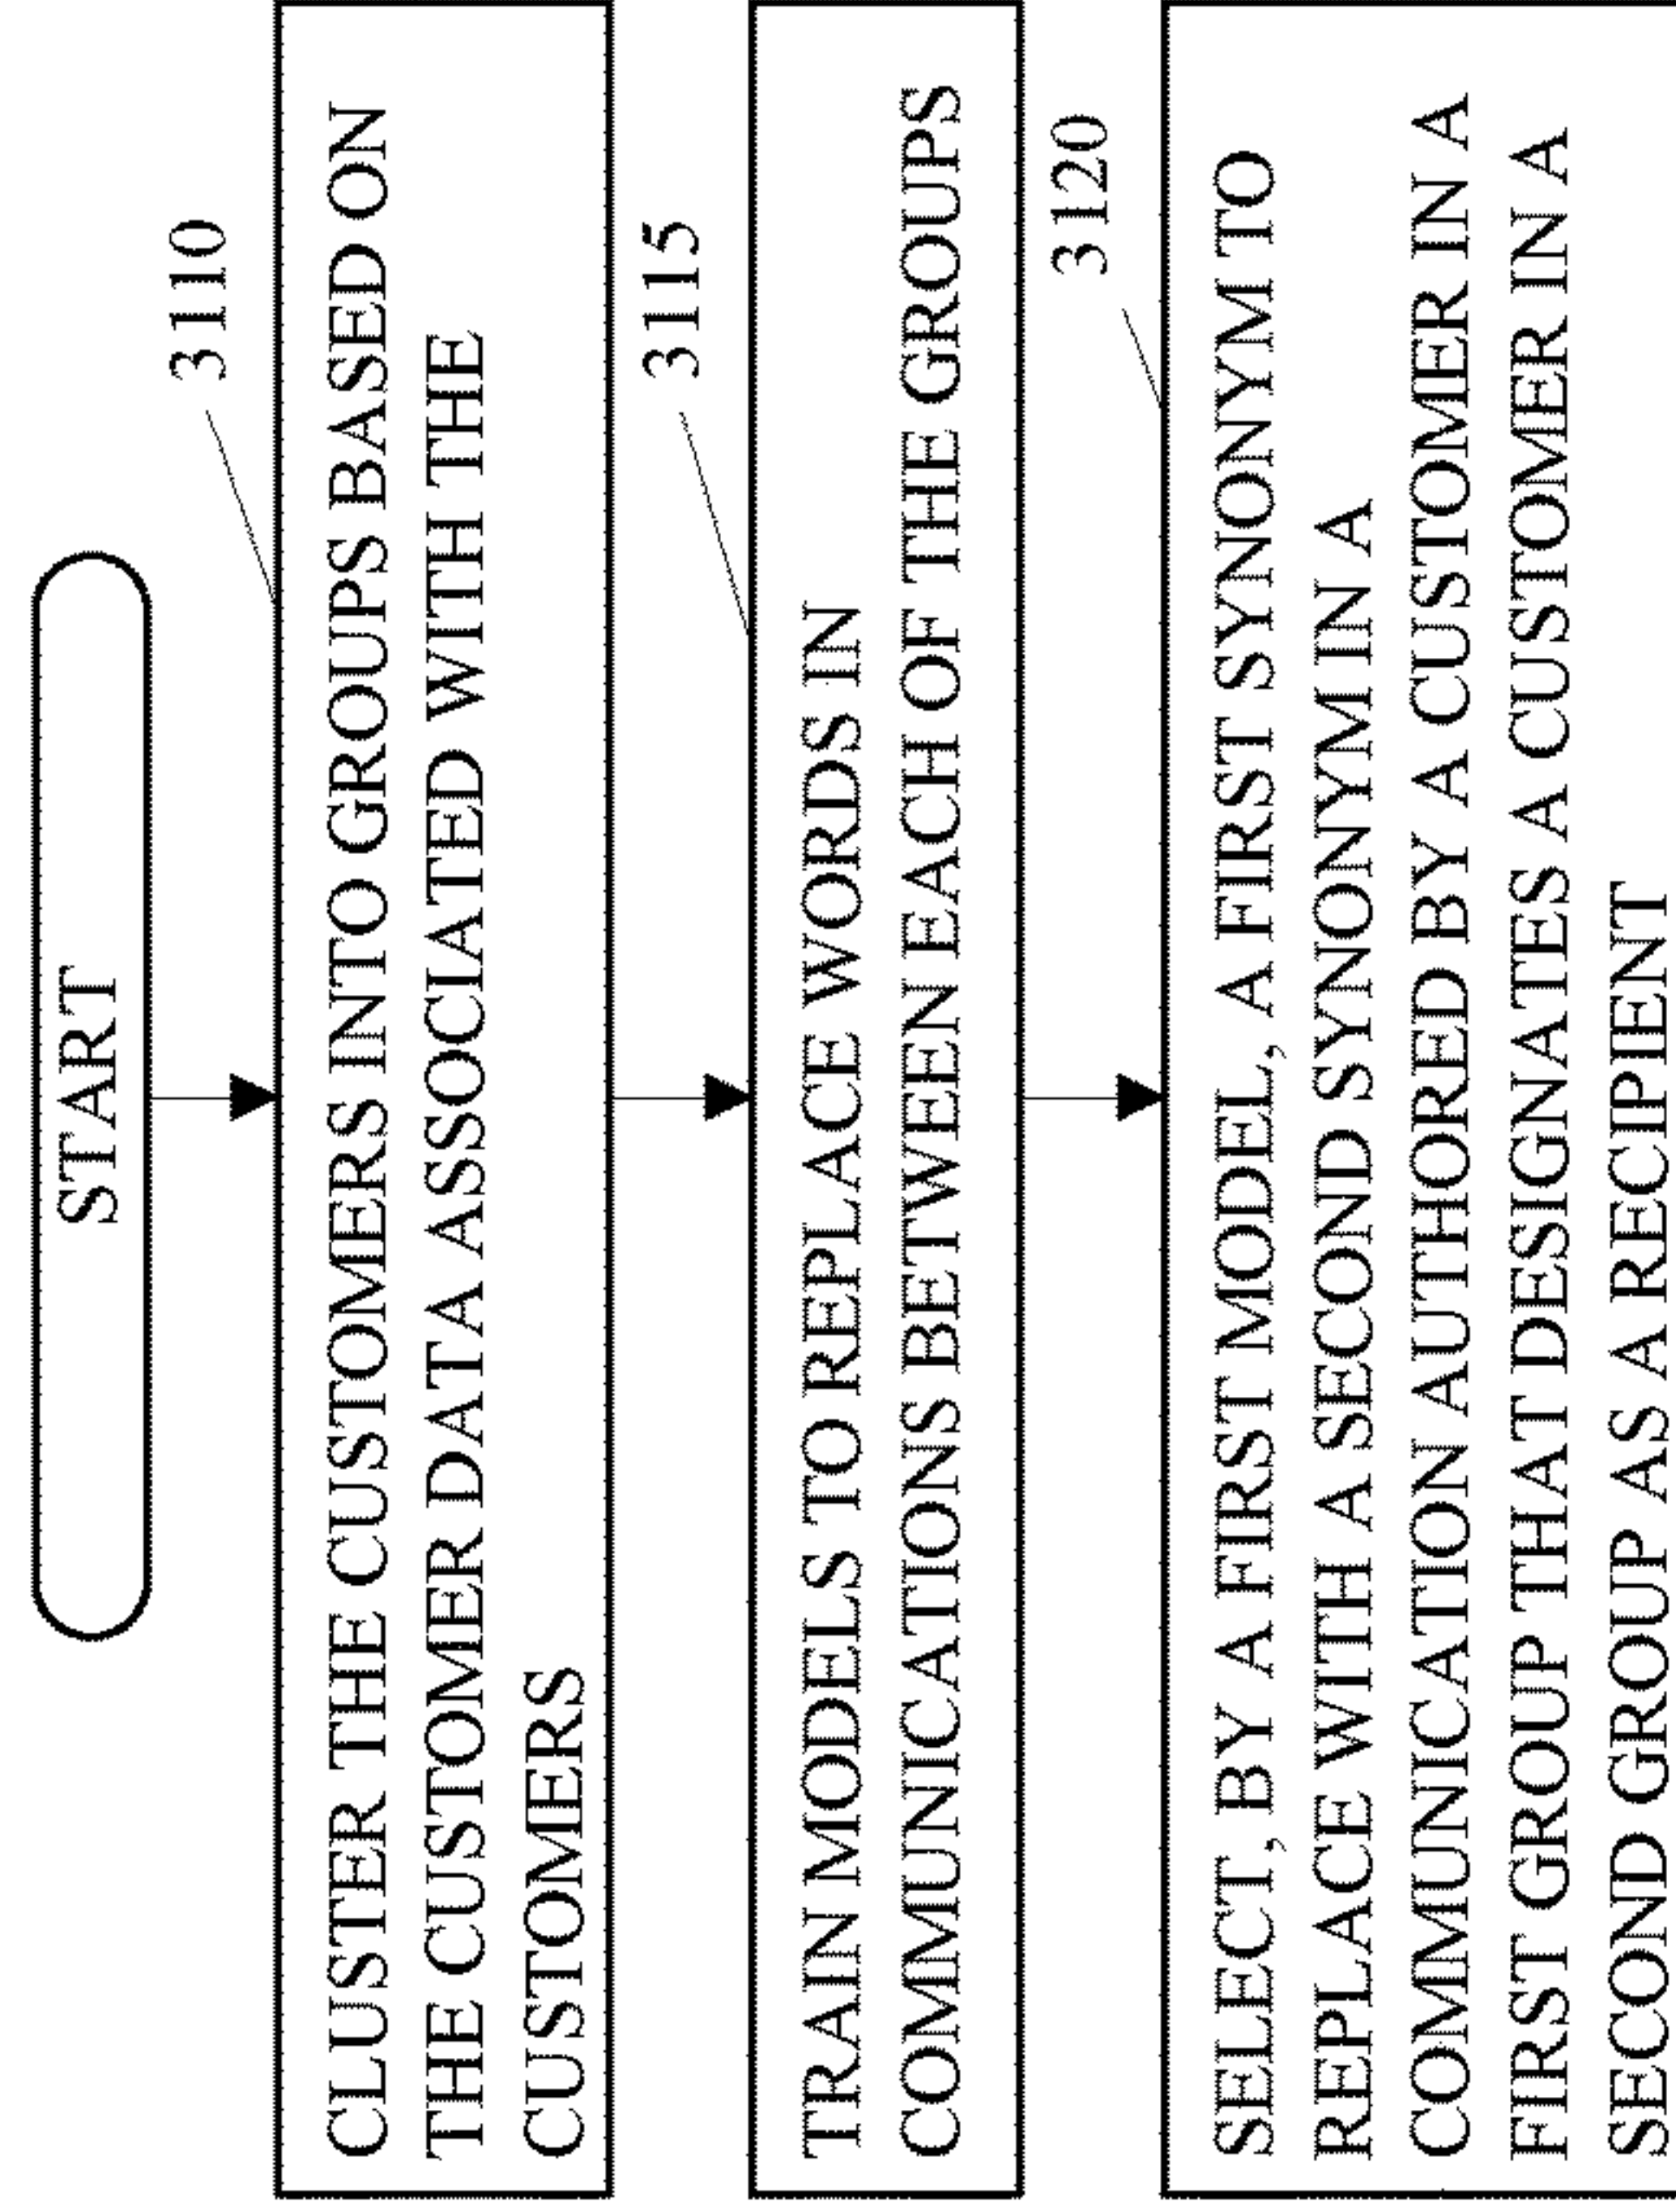 START
3110
CLUSTER THE CUSTOMERS INTO GROUPS BASED ON
THE CUSTOMER DATA ASSOCIATED WITH THE
CUSTOMERS
3115
TRAIN MODELS TO REPLACE WORDS IN
COMMUNICATIONS BETWEEN EACH OF THE GROUPS
3120
SELECT, BY A FIRST MODEL, A FIRST SYNONYM TO
REPLACE WITH A SECOND SYNONYM IN A
COMMUNICATION AUTHORED BY A CUSTOMER IN A
FIRST GROUP THAT DESIGNATES A CUSTOMER IN A
SECOND GROUP AS A RECIPIENT